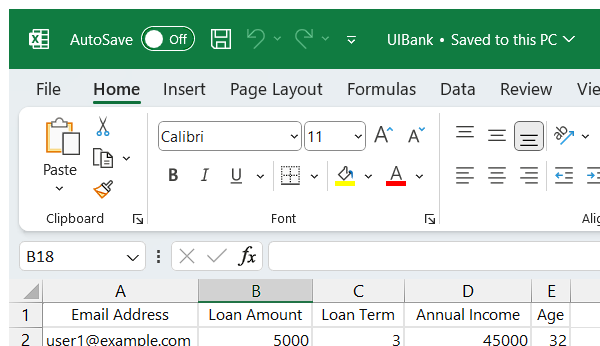 AutoSave Off UIBank • Saved to this PC
File Home Insert Page Layout Formulas Data Review Vie
Calibri 11 A A
Paste B I U A ab
Clipboard Font Alig
B18 fx
A B C D E
1 Email Address Loan Amount Loan Term Annual Income Age
2 user1@example.com 5000 3 45000 32